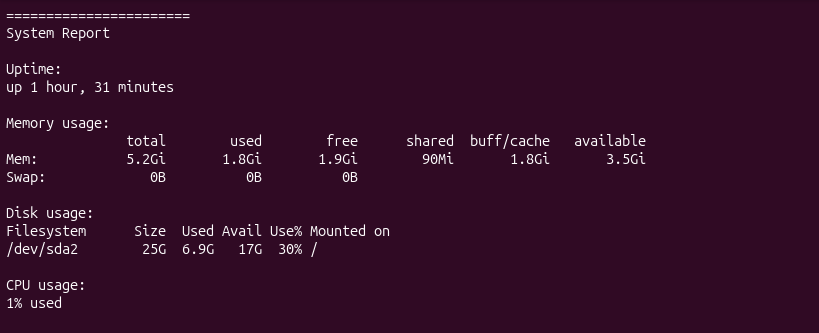 =======================
System Report
Uptime:
up 1 hour, 31 minutes
Memory usage:
total used free shared buff/cache available
Mem: 5.2Gi 1.8Gi 1.9Gi 90Mi 1.8Gi 3.5Gi
Swap: 0B 0B 0B
Disk usage:
Filesystem Size Used Avail Use% Mounted on
/dev/sda2 25G 6.9G 17G 30% /
CPU usage:
1% used